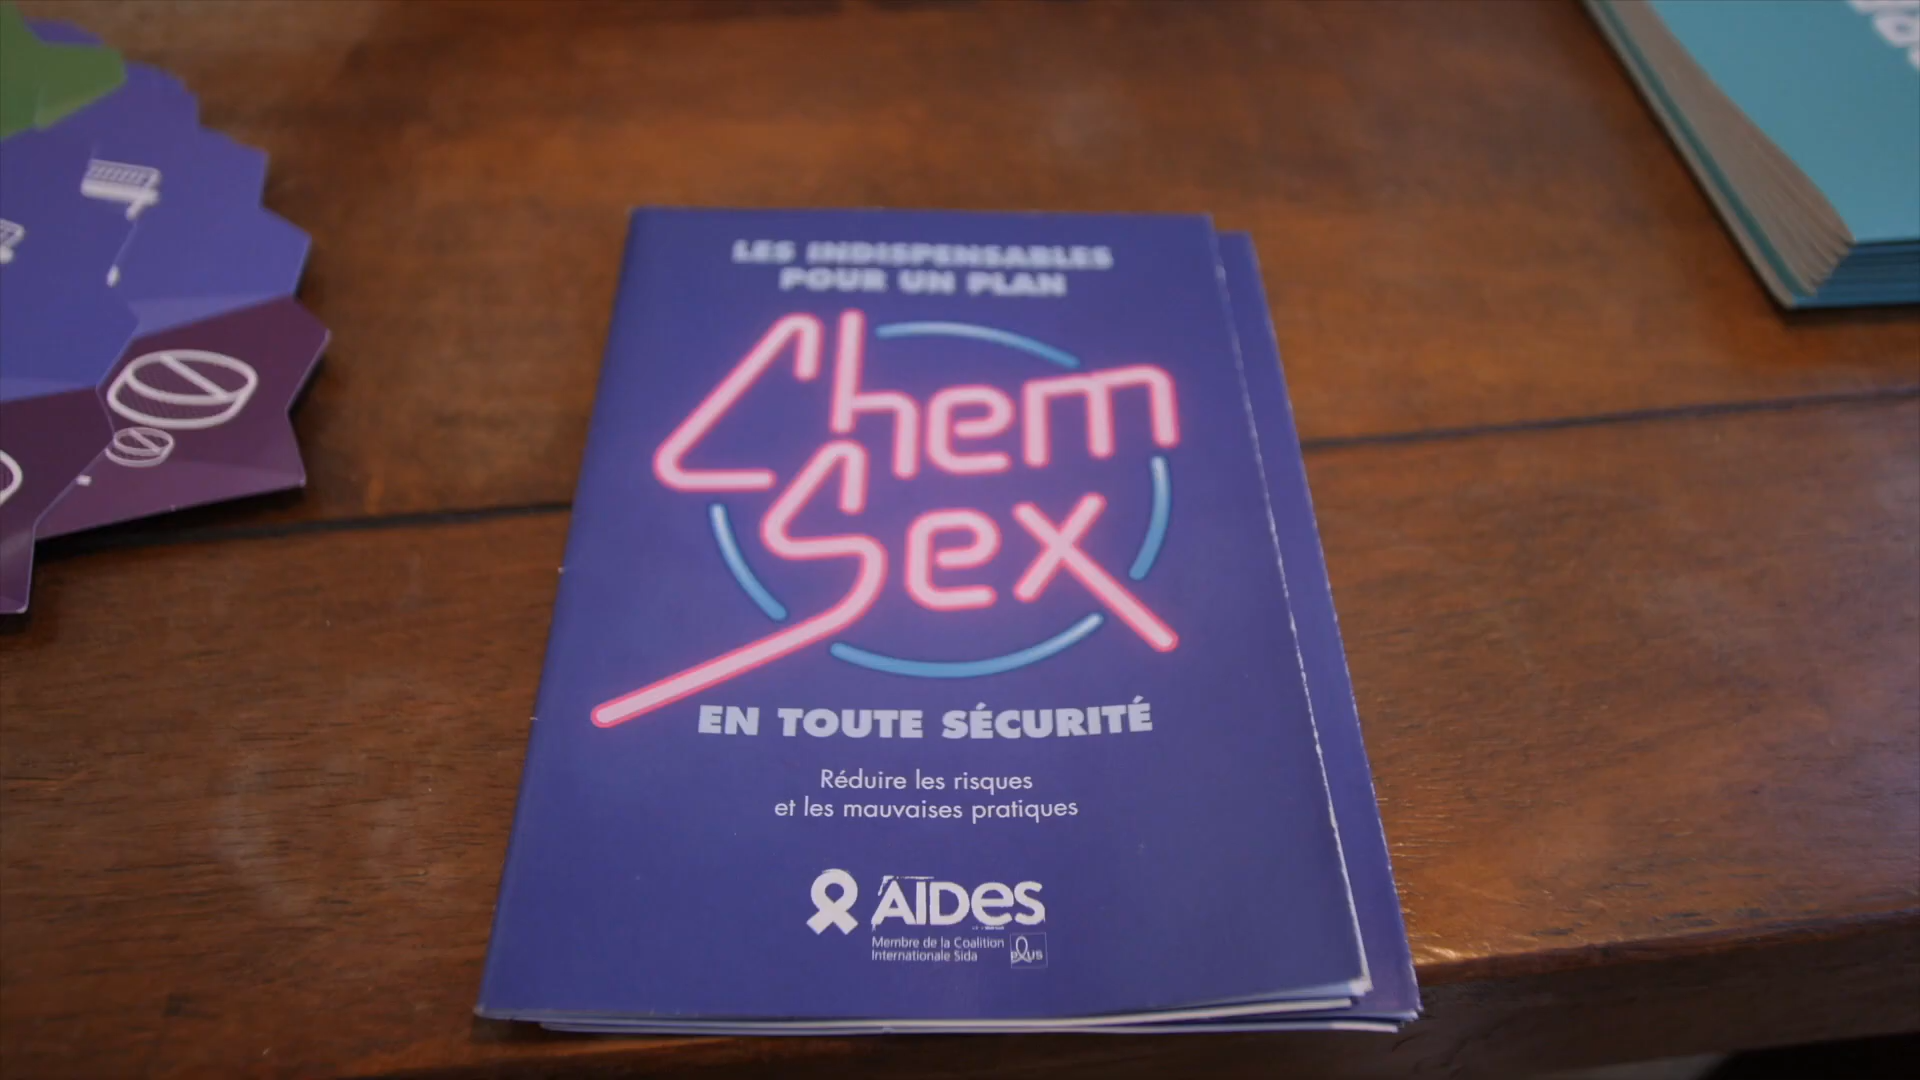 LES INDISPENSABLES
POUR UN PLAN
Chem
Sex
EN TOUTE SÉCURITÉ
Réduire les risques
et les mauvaises pratiques
AIDES
Membre de la Coalition
Internationale Sida
PLUS